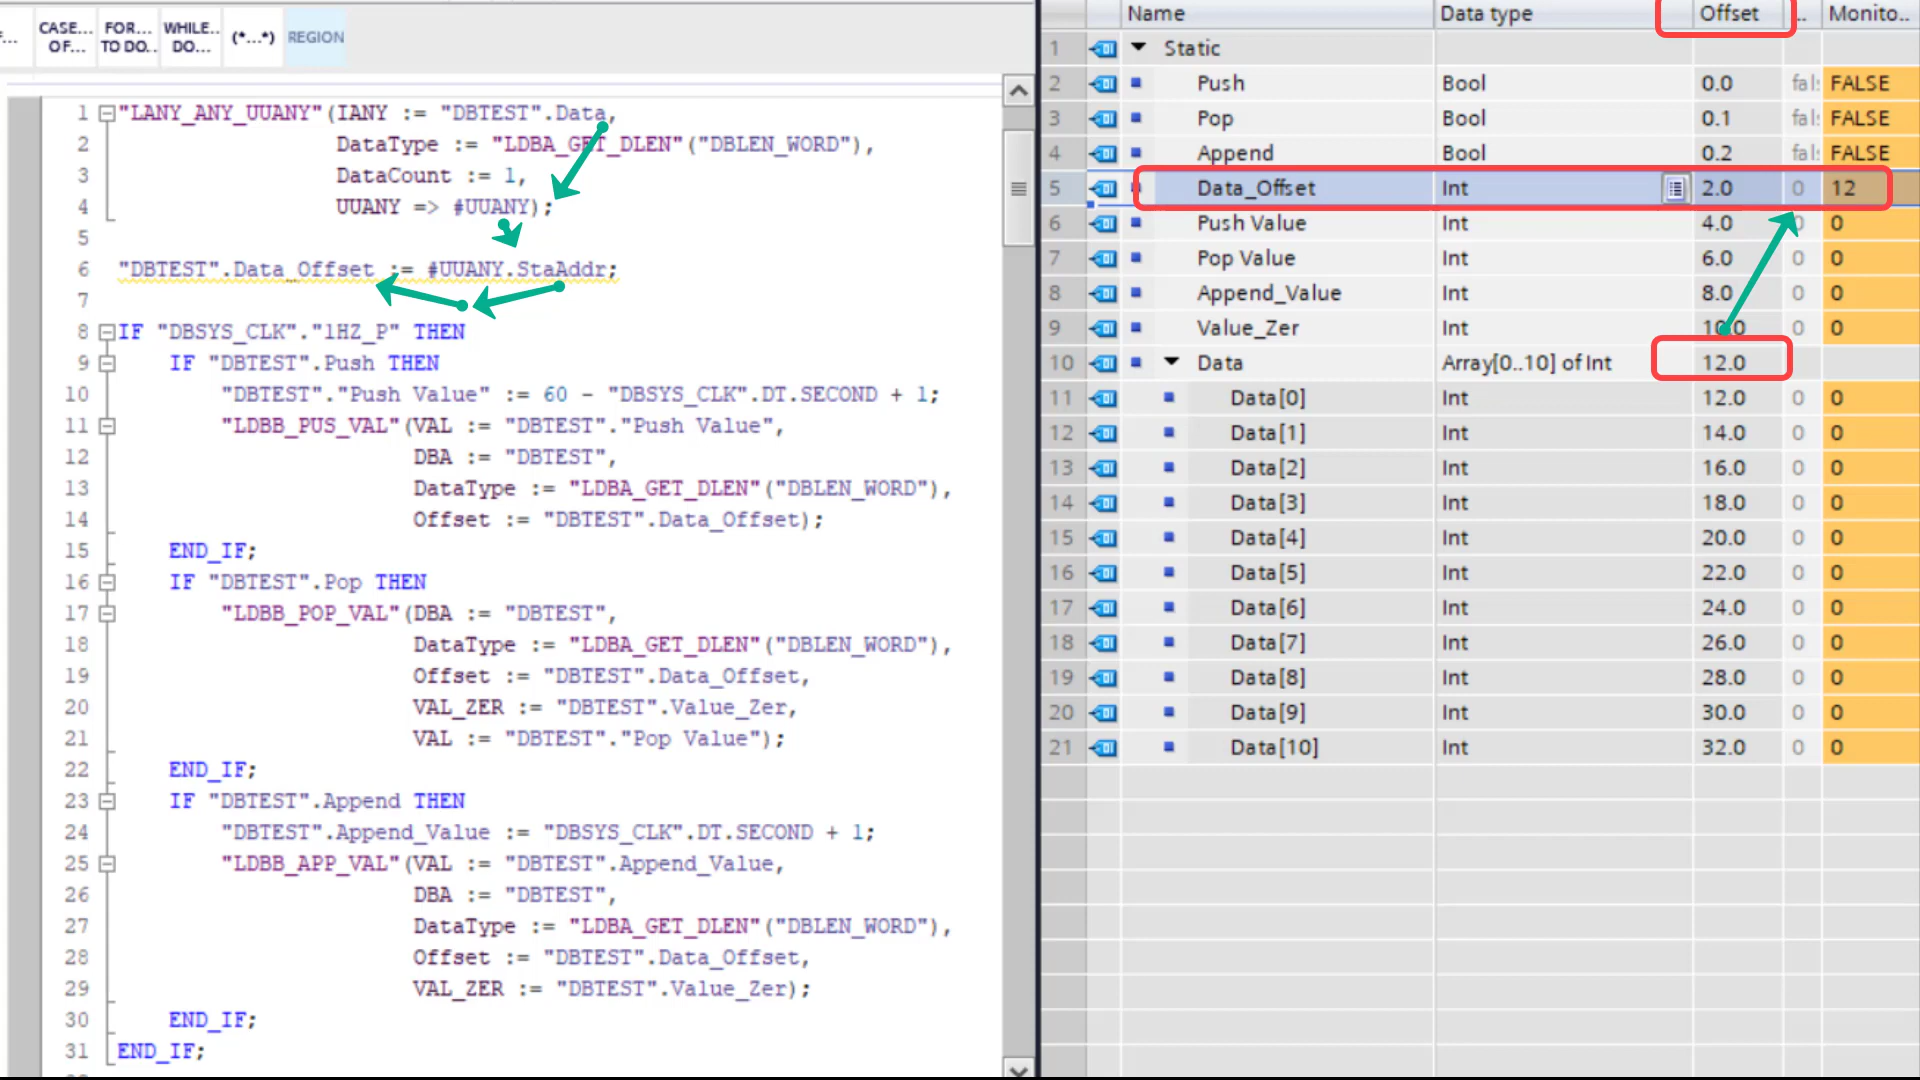 CASE... FOR... WHILE..
OF... TO DO.. DO... (*...*) REGION
1 "LANY_ANY_UUANY"(IANY := "DBTEST".Data,
2 DataType := "LDBA_GET_DLEN"("DBLEN_WORD"),
3 DataCount := 1,
4 UUANY => #UUANY);
5
6 "DBTEST".Data_Offset := #UUANY.StaAddr;
7
8 IF "DBSYS_CLK"."1HZ_P" THEN
9 IF "DBTEST".Push THEN
10 "DBTEST"."Push Value" := 60 - "DBSYS_CLK".DT.SECOND + 1;
11 "LDBB_PUS_VAL"(VAL := "DBTEST"."Push Value",
12 DBA := "DBTEST",
13 DataType := "LDBA_GET_DLEN"("DBLEN_WORD"),
14 Offset := "DBTEST".Data_Offset);
15 END_IF;
16 IF "DBTEST".Pop THEN
17 "LDBB_POP_VAL"(DBA := "DBTEST",
18 DataType := "LDBA_GET_DLEN"("DBLEN_WORD"),
19 Offset := "DBTEST".Data_Offset,
20 VAL_ZER := "DBTEST".Value_Zer,
21 VAL := "DBTEST"."Pop Value");
22 END_IF;
23 IF "DBTEST".Append THEN
24 "DBTEST".Append_Value := "DBSYS_CLK".DT.SECOND + 1;
25 "LDBB_APP_VAL"(VAL := "DBTEST".Append_Value,
26 DBA := "DBTEST",
27 DataType := "LDBA_GET_DLEN"("DBLEN_WORD"),
28 Offset := "DBTEST".Data_Offset,
29 VAL_ZER := "DBTEST".Value_Zer);
30 END_IF;
31 END_IF;
Name Data type Offset .. Monito..
1 Static
2 Push Bool 0.0 fal: FALSE
3 Pop Bool 0.1 fal: FALSE
4 Append Bool 0.2 fal: FALSE
5 Data_Offset Int 2.0 0 12
6 Push Value Int 4.0 0 0
7 Pop Value Int 6.0 0 0
8 Append_Value Int 8.0 0 0
9 Value_Zer Int 10.0 0 0
10 Data Array[0..10] of Int 12.0
11 Data[0] Int 12.0 0 0
12 Data[1] Int 14.0 0 0
13 Data[2] Int 16.0 0 0
14 Data[3] Int 18.0 0 0
15 Data[4] Int 20.0 0 0
16 Data[5] Int 22.0 0 0
17 Data[6] Int 24.0 0 0
18 Data[7] Int 26.0 0 0
19 Data[8] Int 28.0 0 0
20 Data[9] Int 30.0 0 0
21 Data[10] Int 32.0 0 0